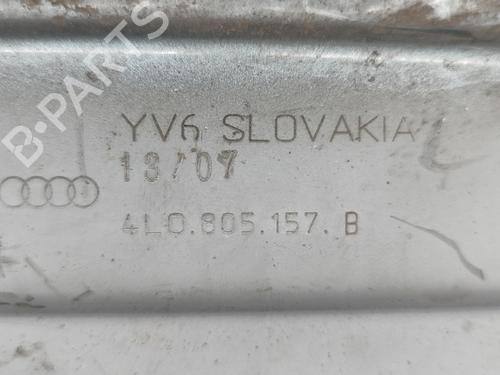 B-PARTS
YV6 SLOVAKIA
13/07
4L0.805.157. B